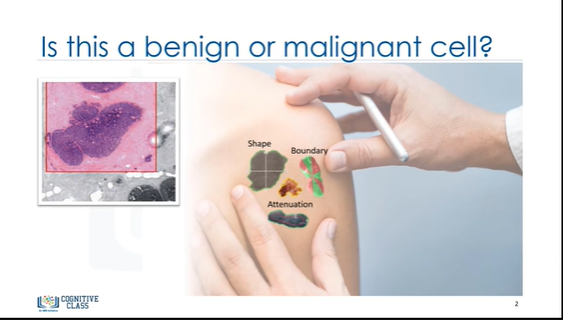 Is this a benign or malignant cell?
Shape
Boundary
Attenuation
COGNITIVE
CLASS
2